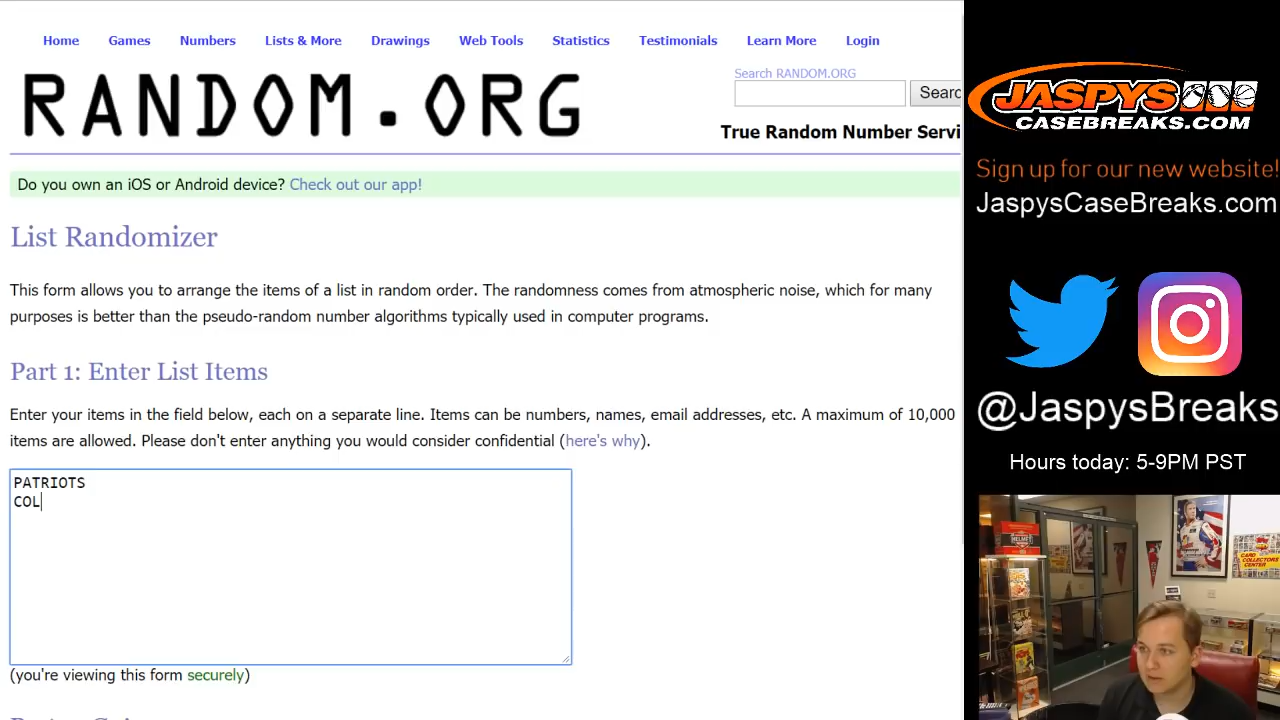 Home Games Numbers Lists & More Drawings Web Tools Statistics Testimonials Learn More Login
RANDOM.ORG
Search RANDOM.ORG
Searc
True Random Number Servi
Do you own an iOS or Android device? Check out our app!
List Randomizer
This form allows you to arrange the items of a list in random order. The randomness comes from atmospheric noise, which for many
purposes is better than the pseudo-random number algorithms typically used in computer programs.
Part 1: Enter List Items
Enter your items in the field below, each on a separate line. Items can be numbers, names, email addresses, etc. A maximum of 10,000
items are allowed. Please don't enter anything you would consider confidential (here's why).
PATRIOTS
COL
(you're viewing this form securely)
JASPYS
CASEBREAKS.COM
Sign up for our new website!
JaspysCaseBreaks.com
@JaspysBreaks
Hours today: 5-9PM PST
HELMET
CARD
COLLECTORS
CENTER